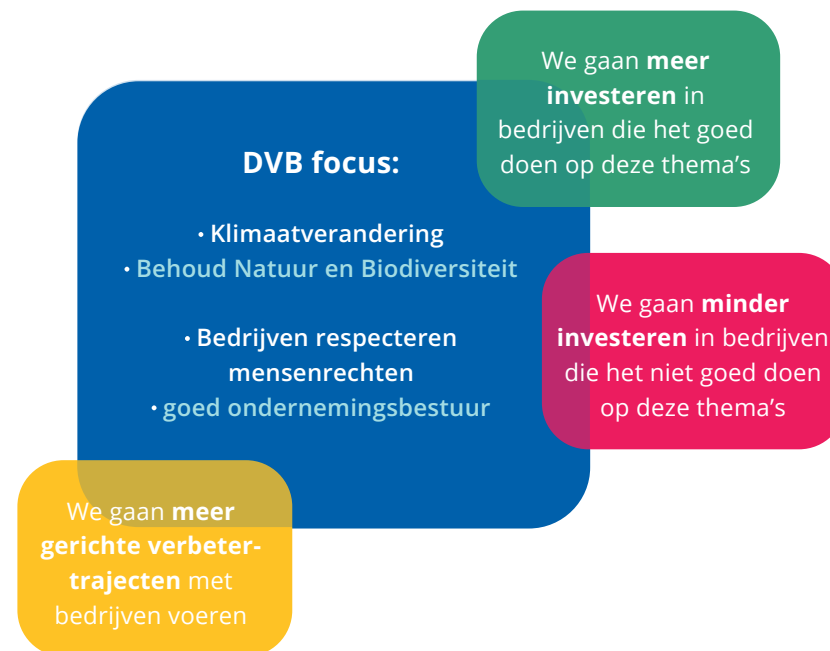 We gaan meer
investeren in
bedrijven die het goed
doen op deze thema's
DVB focus:
• Klimaatverandering
• Behoud Natuur en Biodiversiteit
• Bedrijven respecteren
mensenrechten
• goed ondernemingsbestuur
We gaan minder
investeren in bedrijven
die het niet goed doen
op deze thema's
We gaan meer
gerichte verbeter-
trajecten met
bedrijven voeren